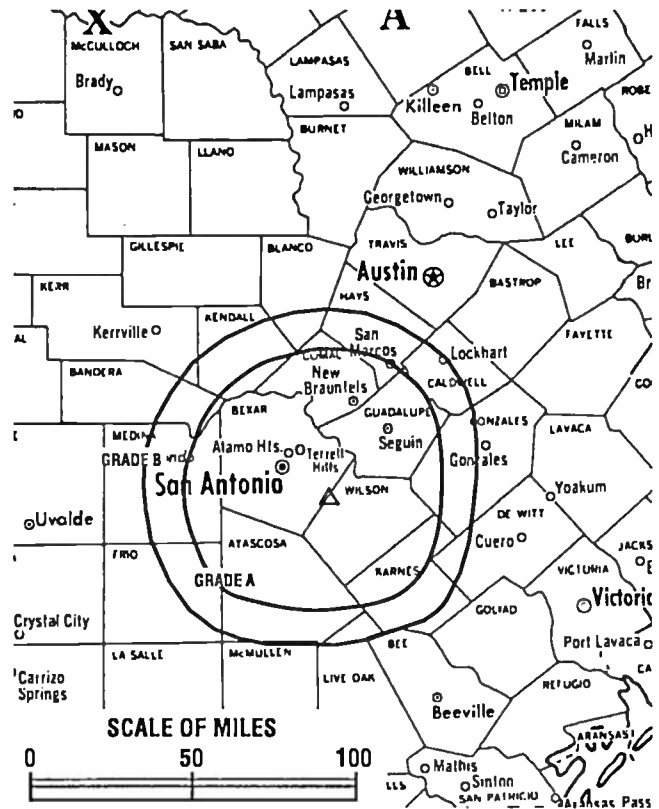 X
A
McCULLOCH
SAN SABA
Brady
LAMPASAS
Lampasas
FALLS
Marlin
BELL
Temple
Killeen
Belton
MASON
LLANO
BURNET
MILAM
Cameron
WILLIAMSON
Georgetown
Taylor
GILLESPIE
BLANCO
TRAVIS
LEE
Austin
BASTROP
KERR
HAYS
Kerrville
KENDALL
FAYETTE
San
Marcos
Lockhart
COMAL
BANDERA
New
Braunfels
CALDWELL
BEXAR
GUADALUPE
Seguin
GONZALES
LAVACA
MEDINA
GRADE B
Alamo Hts.
Terrell
Hills
Gonzales
San Antonio
WILSON
Yoakum
Uvalde
DE WITT
Cuero
FRIO
ATASCOSA
KARNES
VICTORIA
GRADE A
GOLIAD
Crystal City
Port Lavaca
LA SALLE
McMULLEN
BEE
LIVE OAK
Carrizo
Springs
REFUGIO
Beeville
SCALE OF MILES
ARANSAS
0
50
100
Mathis
Sinton
SAN PATRICIO
Aransas Pass